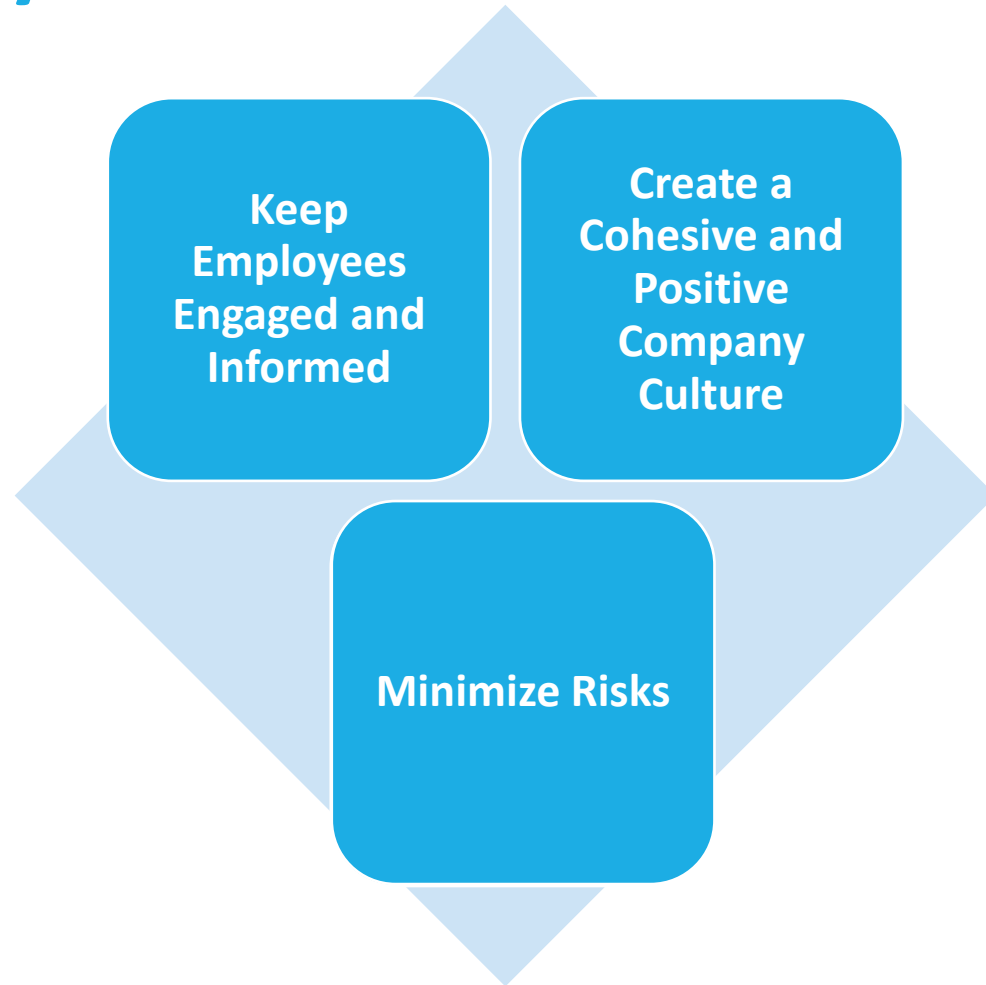 Keep
Employees
Engaged and
Informed
Create a
Cohesive and
Positive
Company
Culture
Minimize Risks